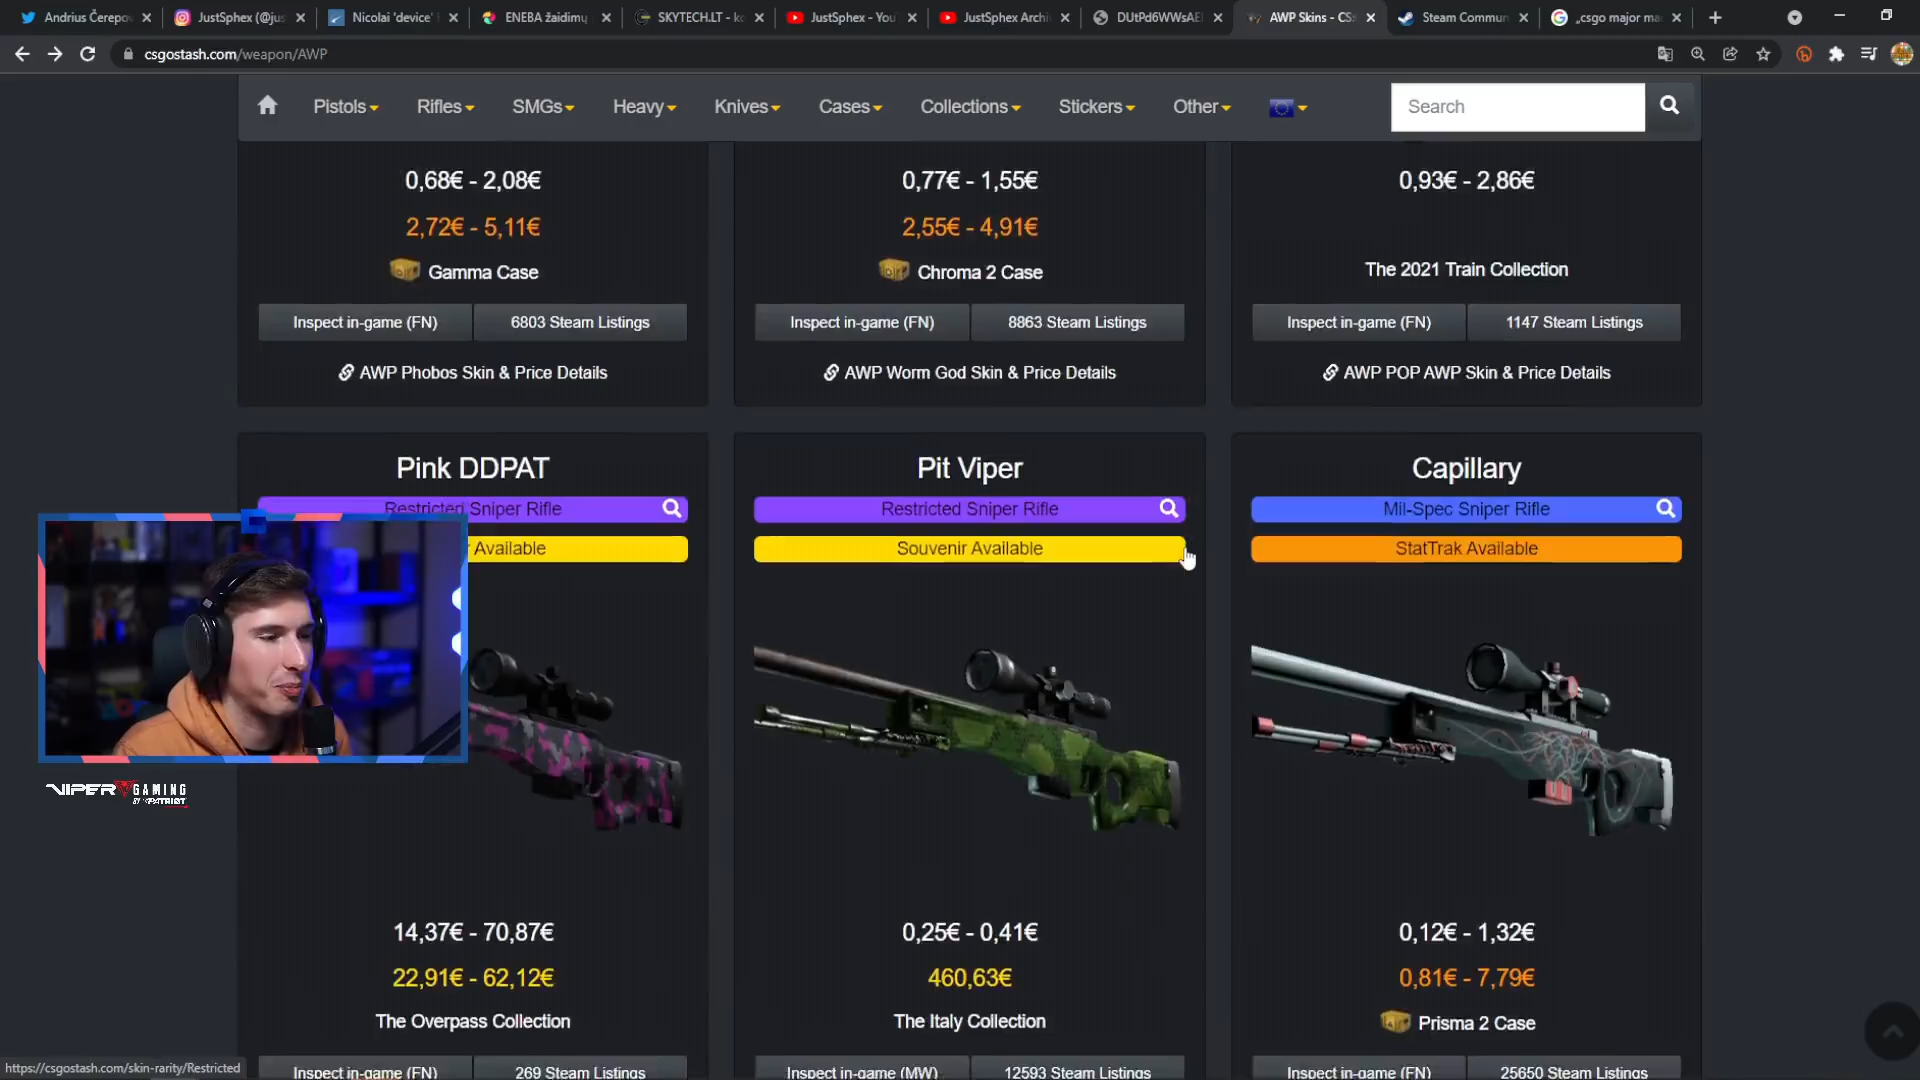 Andrius Čerepov
JustSphex (@jus
Nicolai 'device'
ENEBA žaidimų
SKYTECH.LT - ko
JustSphex - You
JustSphex Archi
DUtPd6WWsAE
AWP Skins - CS
Steam Commun
„csgo major ma
csgostash.com/weapon/AWP
Pistols
Rifles
SMGs
Heavy
Knives
Cases
Collections
Stickers
Other
Search
0,68€ - 2,08€
2,72€ - 5,11€
Gamma Case
Inspect in-game (FN)
6803 Steam Listings
AWP Phobos Skin & Price Details
0,77€ - 1,55€
2,55€ - 4,91€
Chroma 2 Case
Inspect in-game (FN)
8863 Steam Listings
AWP Worm God Skin & Price Details
0,93€ - 2,86€
The 2021 Train Collection
Inspect in-game (FN)
1147 Steam Listings
AWP POP AWP Skin & Price Details
Pink DDPAT
Restricted Sniper Rifle
Available
14,37€ - 70,87€
22,91€ - 62,12€
The Overpass Collection
Inspect in-game (FN)
269 Steam Listings
Pit Viper
Restricted Sniper Rifle
Souvenir Available
0,25€ - 0,41€
460,63€
The Italy Collection
Inspect in-game (MW)
12593 Steam Listings
Capillary
Mil-Spec Sniper Rifle
StatTrak Available
0,12€ - 1,32€
0,81€ - 7,79€
Prisma 2 Case
Inspect in-game (FN)
25650 Steam Listings
VIPER GAMING
BY PATRIOT
https://csgostash.com/skin-rarity/Restricted